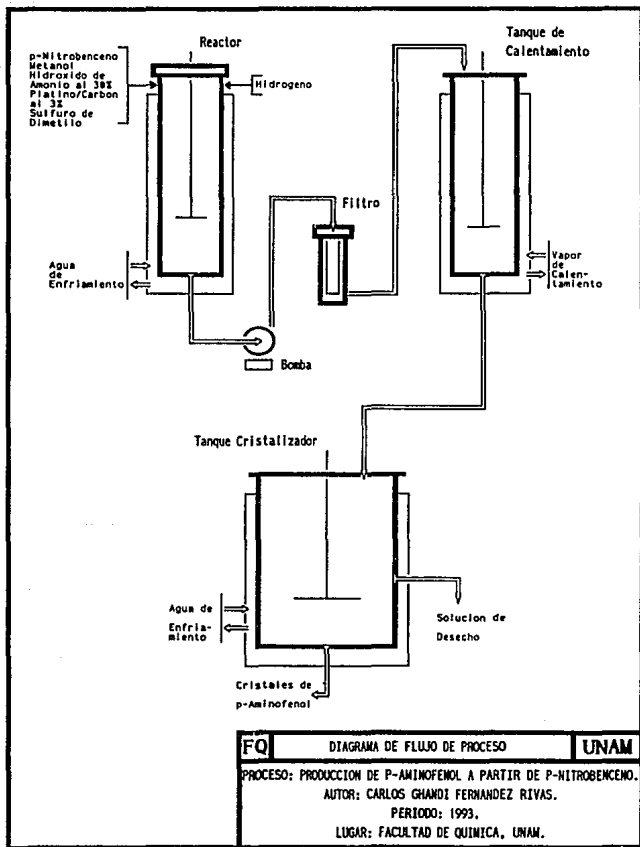 Reactor
p-Nitrobenceno
Metanol
Hidroxido de
Amonio al 30%
Platino/Carbon
al 3%
Sulfuro de
Dimetilo
Hidrogeno
Tanque de
Calentamiento
Filtro
Agua
de
Enfriamiento
Vapor
de
Calen-
tamiento
Bomba
Tanque Cristalizador
Agua de
Enfria-
miento
Solucion de
Desecho
Cristales de
p-Aminofenol
FQ
DIAGRAMA DE FLUJO DE PROCESO
UNAM
PROCESO: PRODUCCION DE P-AMINOFENOL A PARTIR DE P-NITROBENCENO.
AUTOR: CARLOS GHANDI FERNANDEZ RIVAS.
PERIODO: 1993.
LUGAR: FACULTAD DE QUIMICA, UNAM.